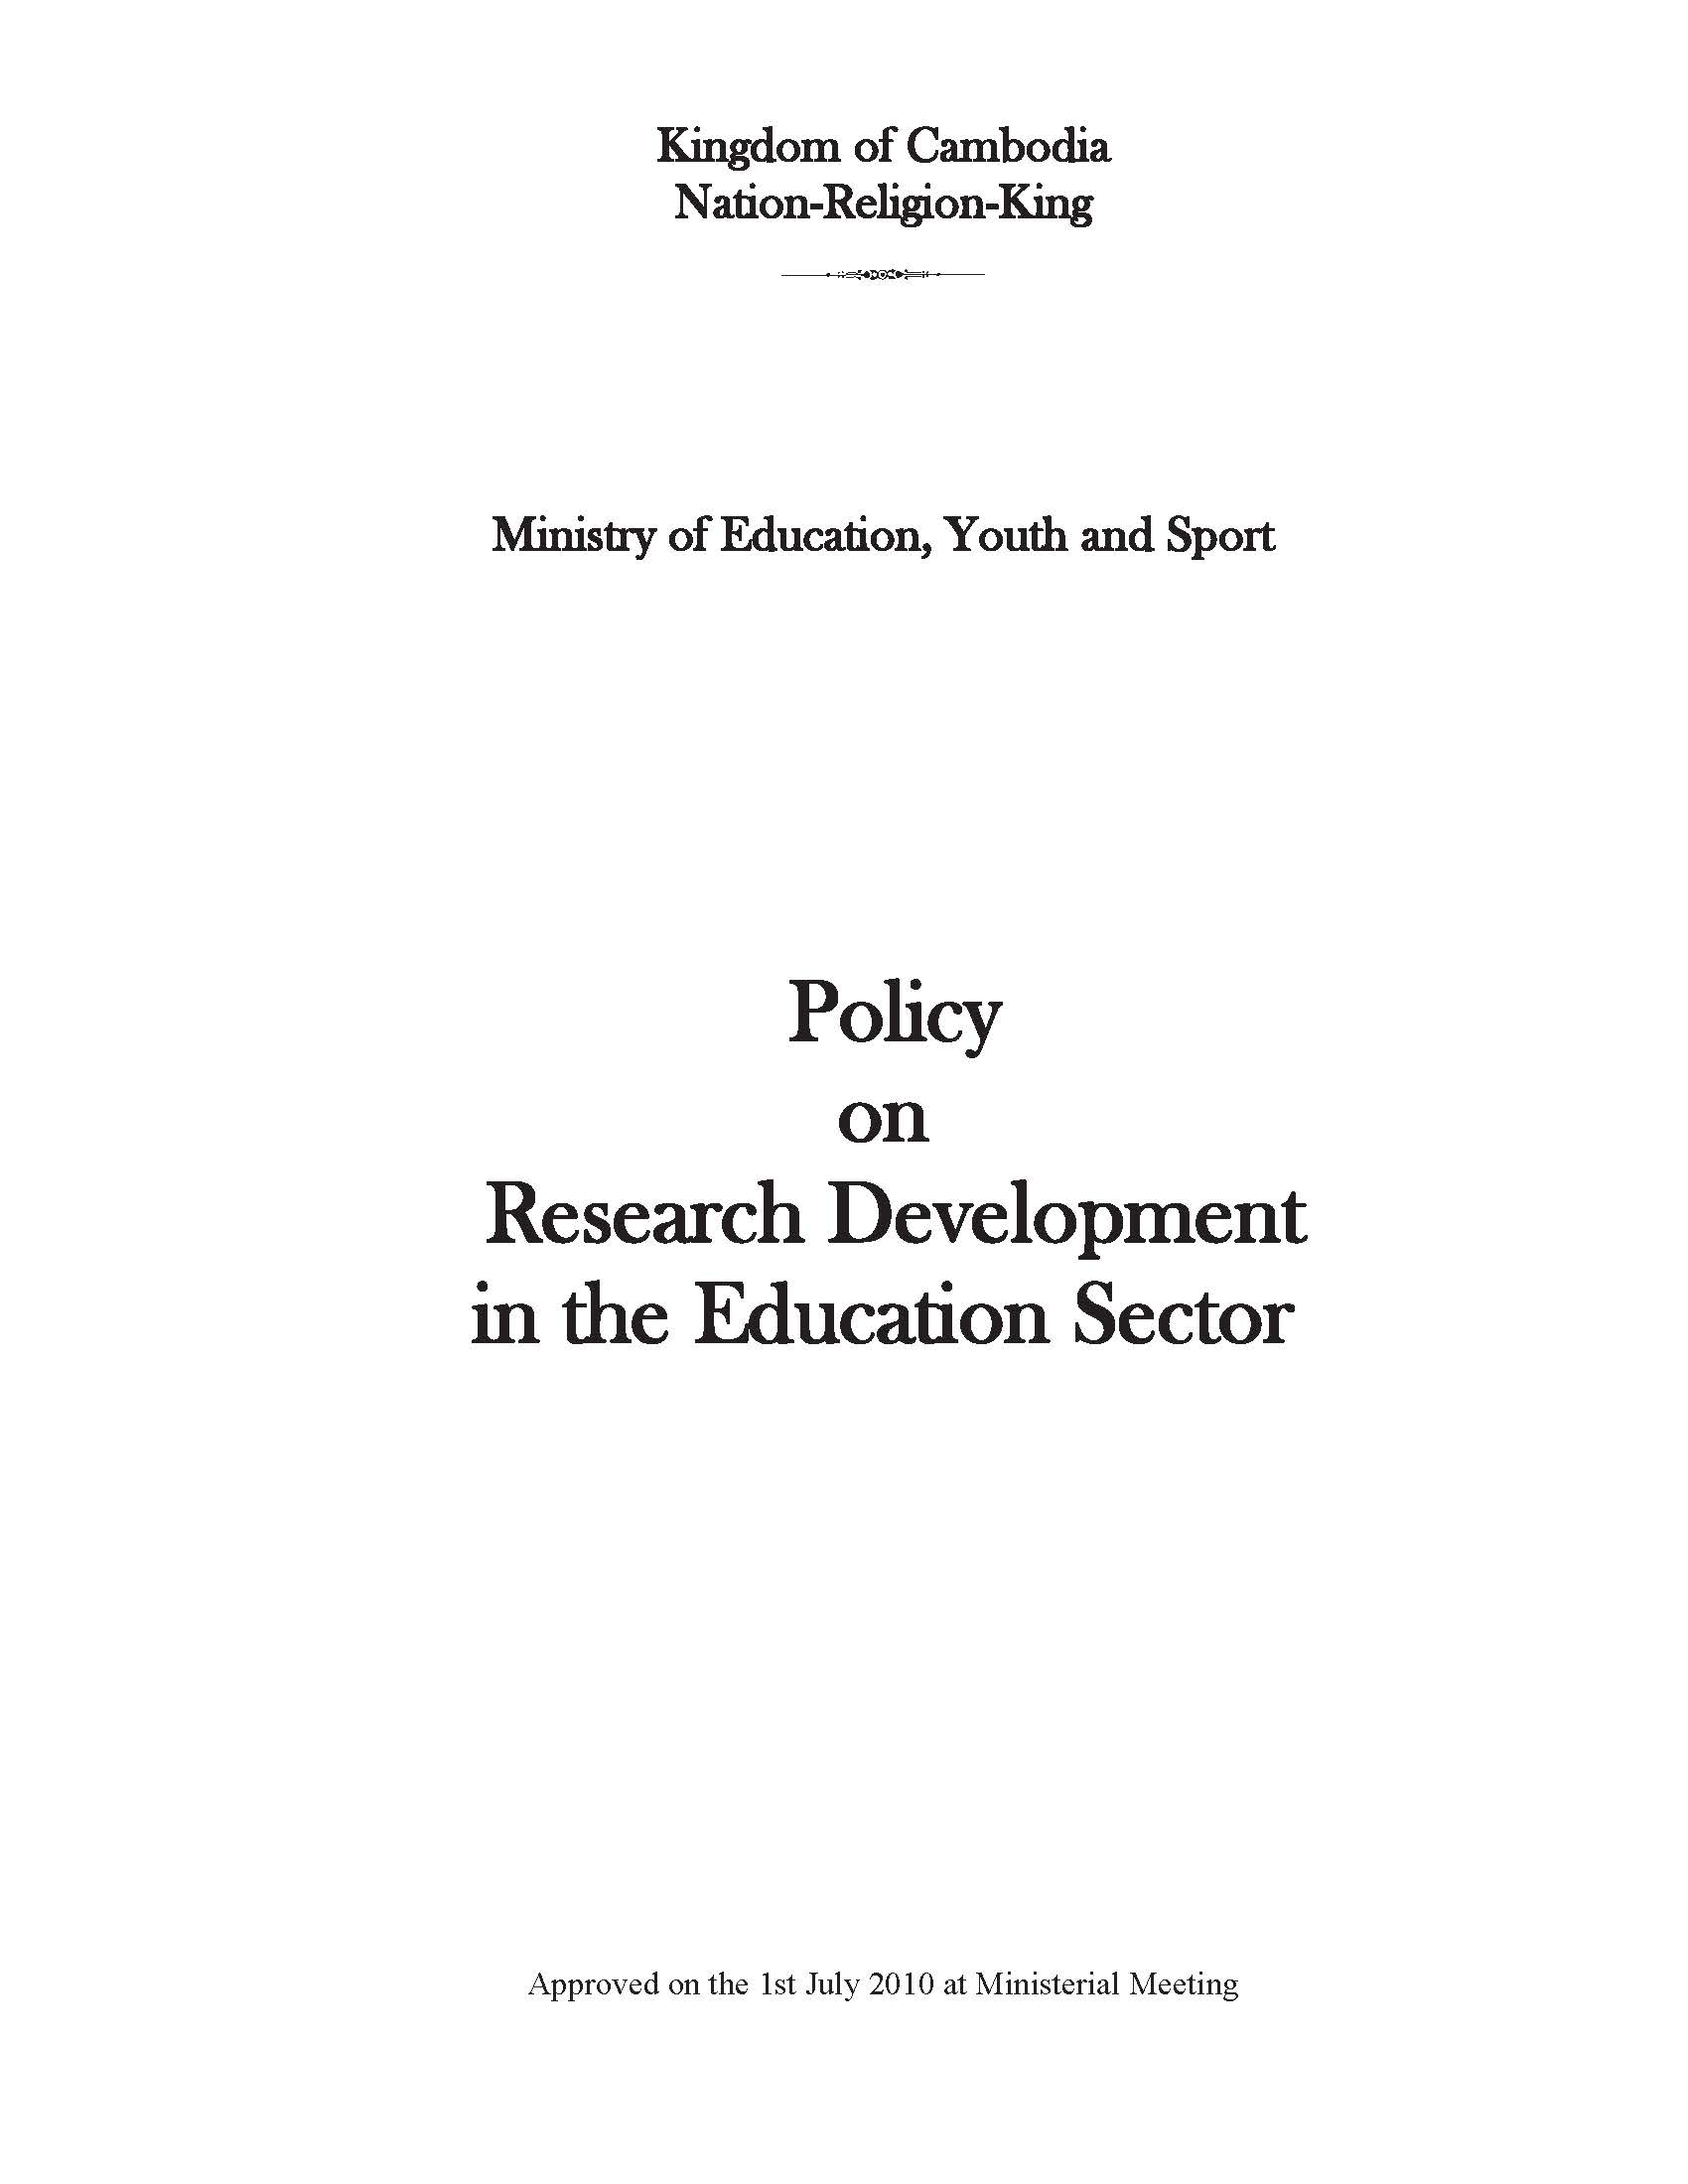 Kingdom of Cambodia
Nation-Religion-King
Ministry of Education, Youth and Sport
Policy
on
Research Development
in the Education Sector
Approved on the 1st July 2010 at Ministerial Meeting